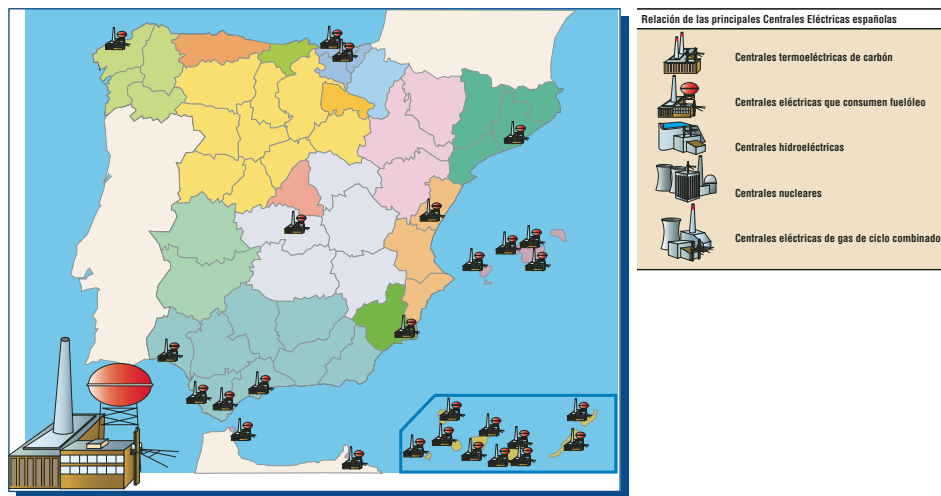 Relación de las principales Centrales Eléctricas españolas
Centrales termoeléctricas de carbón
Centrales eléctricas que consumen fuelóleo
Centrales hidroeléctricas
Centrales nucleares
Centrales eléctricas de gas de ciclo combinado